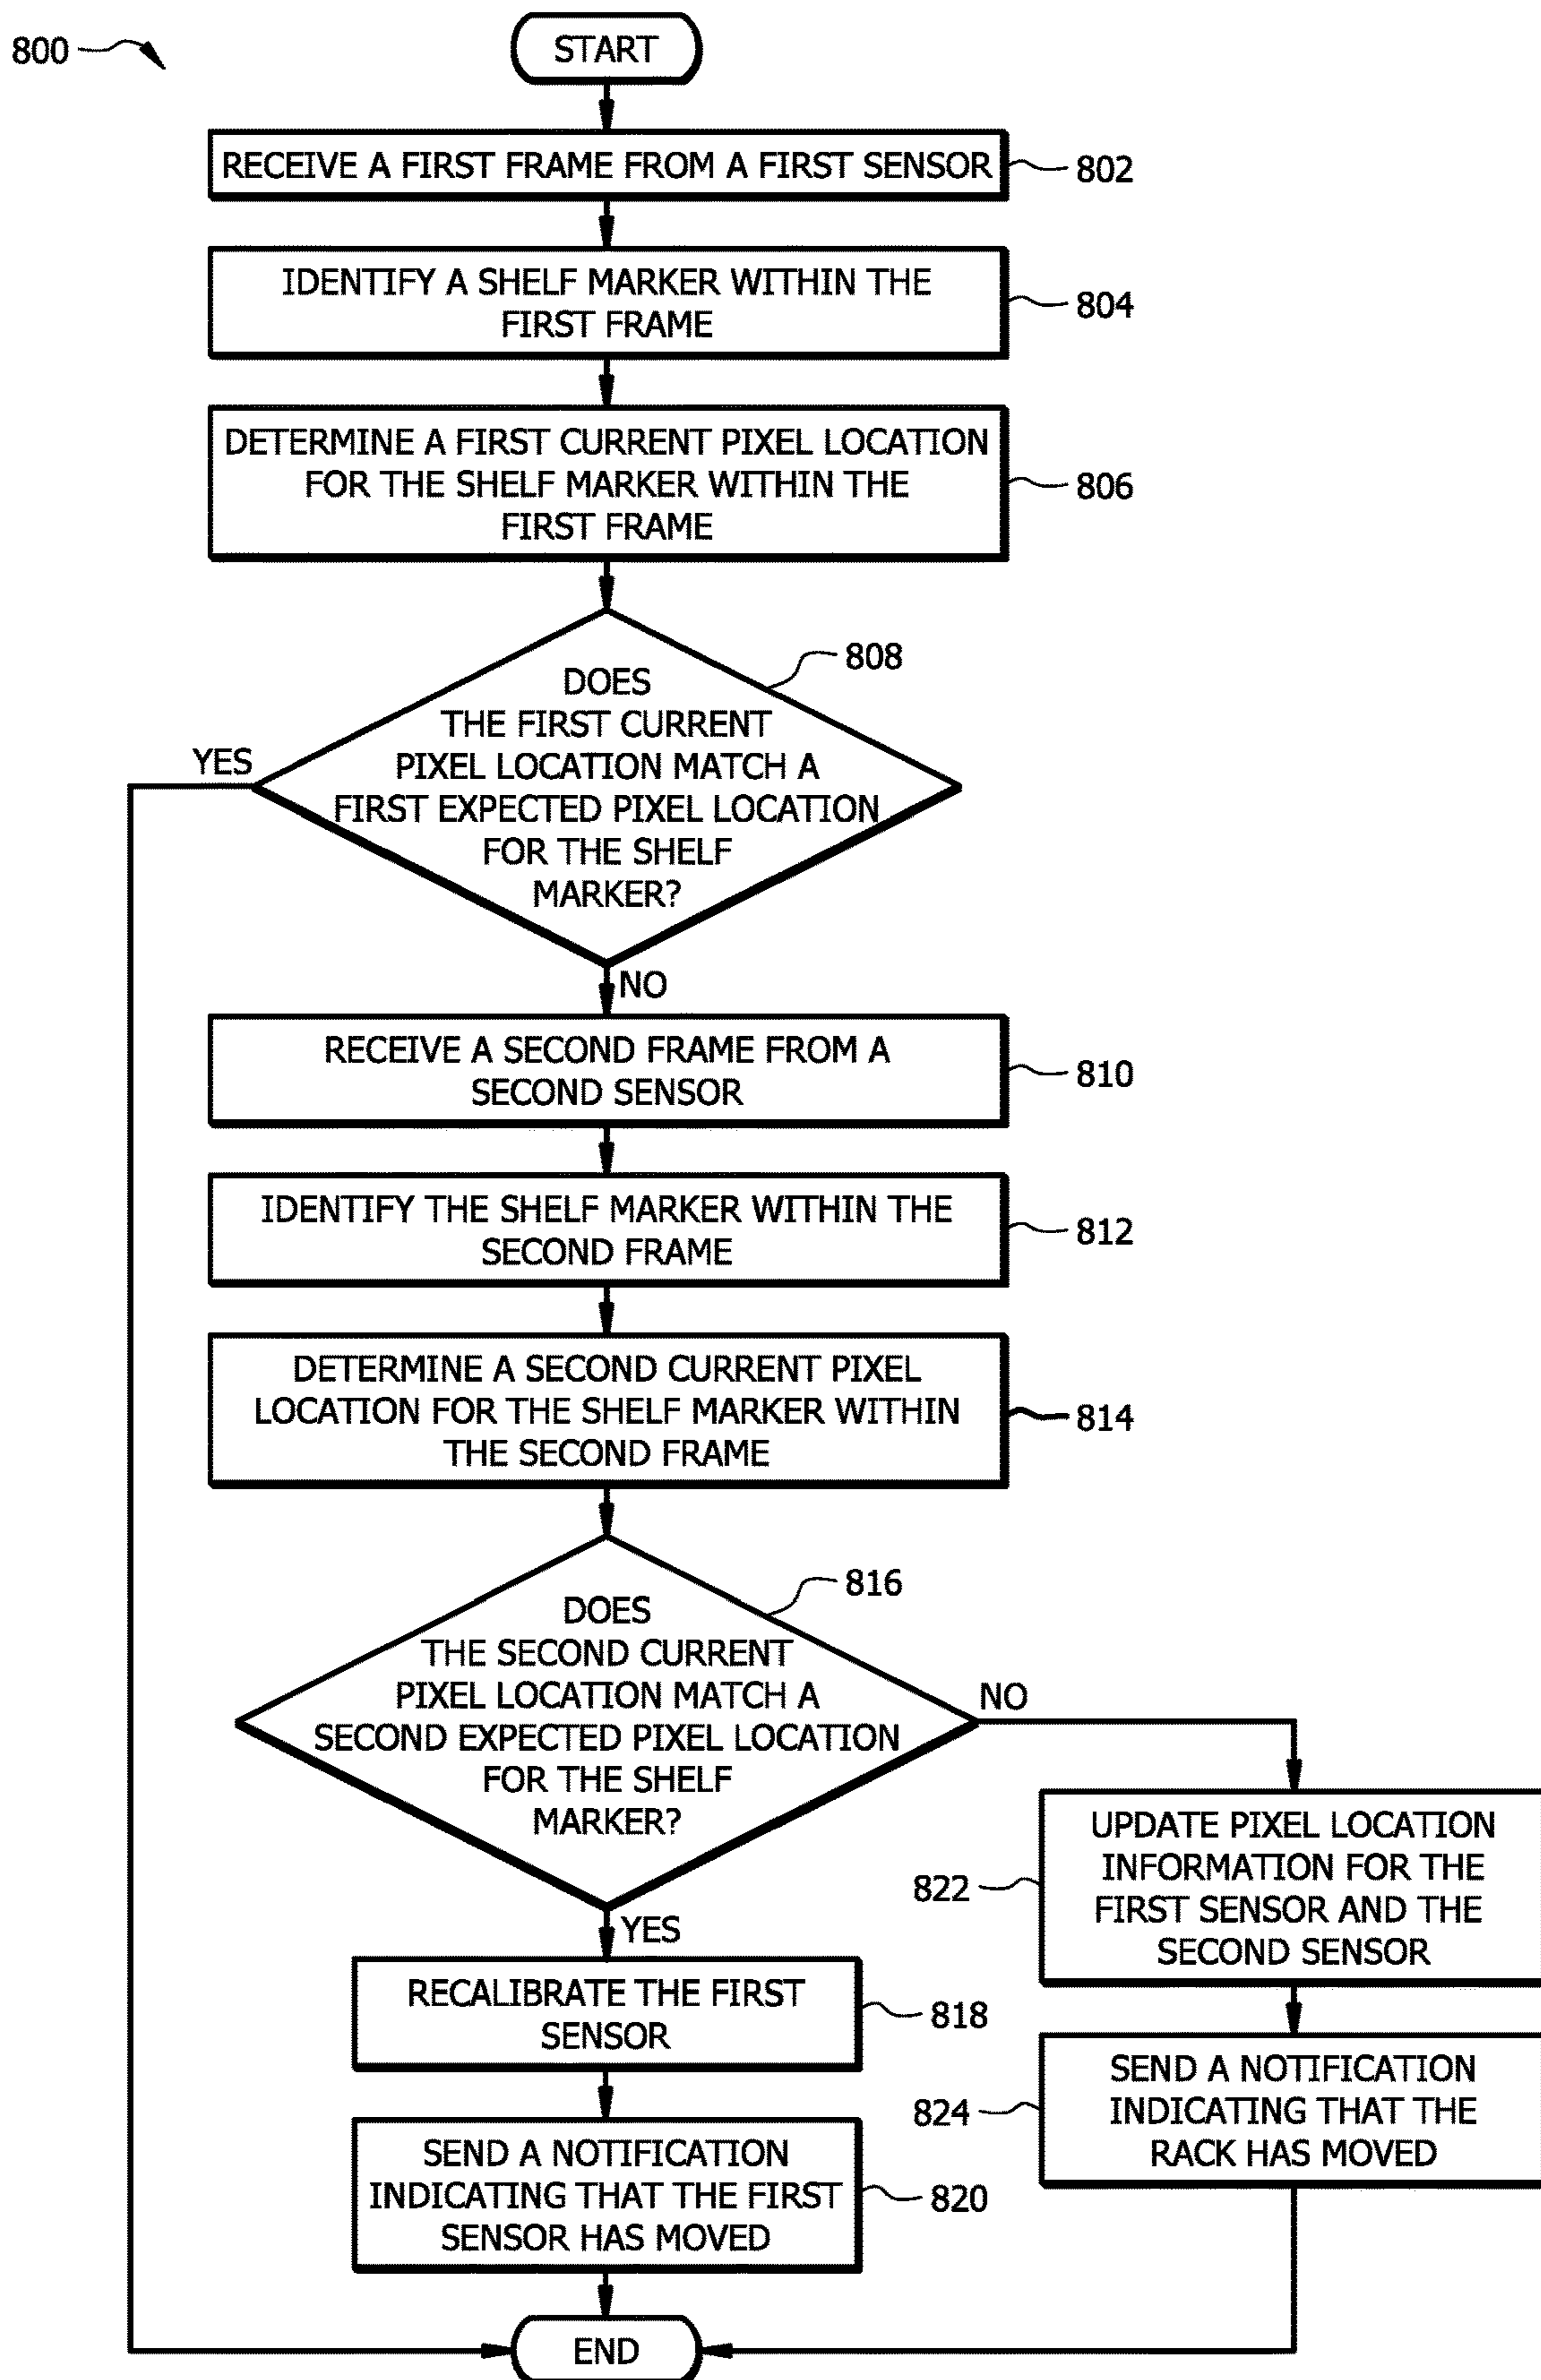 800
START
RECEIVE A FIRST FRAME FROM A FIRST SENSOR
802
IDENTIFY A SHELF MARKER WITHIN THE
FIRST FRAME
804
DETERMINE A FIRST CURRENT PIXEL LOCATION
FOR THE SHELF MARKER WITHIN THE
FIRST FRAME
806
808
DOES
THE FIRST CURRENT
PIXEL LOCATION MATCH A
FIRST EXPECTED PIXEL LOCATION
FOR THE SHELF
MARKER?
YES
NO
RECEIVE A SECOND FRAME FROM A
SECOND SENSOR
810
IDENTIFY THE SHELF MARKER WITHIN THE
SECOND FRAME
812
DETERMINE A SECOND CURRENT PIXEL
LOCATION FOR THE SHELF MARKER WITHIN
THE SECOND FRAME
814
816
DOES
THE SECOND CURRENT
PIXEL LOCATION MATCH A
SECOND EXPECTED PIXEL LOCATION
FOR THE SHELF
MARKER?
NO
YES
UPDATE PIXEL LOCATION
INFORMATION FOR THE
FIRST SENSOR AND THE
SECOND SENSOR
822
RECALIBRATE THE FIRST
SENSOR
818
SEND A NOTIFICATION
INDICATING THAT THE
RACK HAS MOVED
824
SEND A NOTIFICATION
INDICATING THAT THE FIRST
SENSOR HAS MOVED
820
END